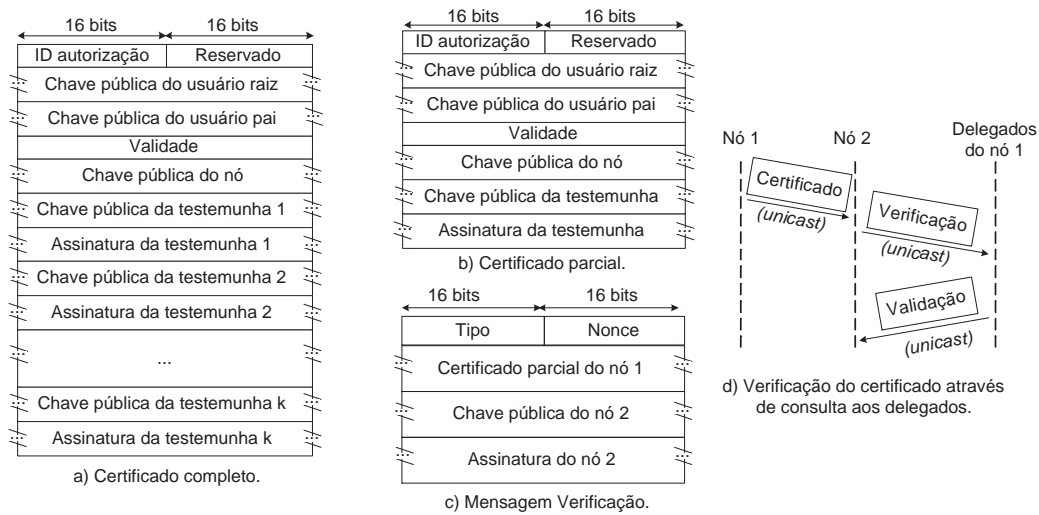 16 bits 16 bits
ID autorização Reservado
Chave pública do usuário raiz
Chave pública do usuário pai
Validade
Chave pública do nó
Chave pública da testemunha 1
Assinatura da testemunha 1
Chave pública da testemunha 2
Assinatura da testemunha 2
...
Chave pública da testemunha k
Assinatura da testemunha k
a) Certificado completo.
16 bits 16 bits
ID autorização Reservado
Chave pública do usuário raiz
Chave pública do usuário pai
Validade
Chave pública do nó
Chave pública da testemunha
Assinatura da testemunha
b) Certificado parcial.
16 bits 16 bits
Tipo Nonce
Certificado parcial do nó 1
Chave pública do nó 2
Assinatura do nó 2
c) Mensagem Verificação.
Nó 1 Nó 2 Delegados
do nó 1
Certificado
(unicast)
Verificação
(unicast)
Validação
(unicast)
d) Verificação do certificado através
de consulta aos delegados.